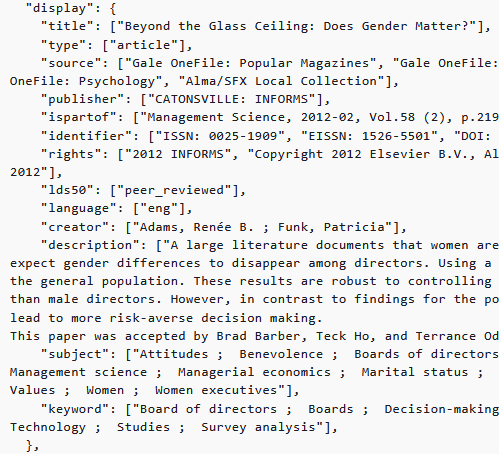 "display": {
"title": ["Beyond the Glass Ceiling: Does Gender Matter?"],
"type": ["article"],
"source": ["Gale OneFile: Popular Magazines", "Gale OneFile:
OneFile: Psychology", "Alma/SFX Local Collection"],
"publisher": ["CATONSVILLE: INFORMS"],
"ispartof": ["Management Science, 2012-02, Vol.58 (2), p.219
"identifier": ["ISSN: 0025-1909", "EISSN: 1526-5501", "DOI:
"rights": ["2012 INFORMS", "Copyright 2012 Elsevier B.V., Al
2012"],
"lds50": ["peer_reviewed"],
"language": ["eng"],
"creator": ["Adams, Renée B. ; Funk, Patricia"],
"description": ["A large literature documents that women are
expect gender differences to disappear among directors. Using a
the general population. These results are robust to controlling
than male directors. However, in contrast to findings for the po
lead to more risk-averse decision making.
This paper was accepted by Brad Barber, Teck Ho, and Terrance Od
"subject": ["Attitudes ;  Benevolence ;  Boards of directors
Management science ;  Managerial economics ;  Marital status ;
Values ;  Women ;  Women executives"],
"keyword": ["Board of directors ;  Boards ;  Decision-making
Technology ;  Studies ;  Survey analysis"],
},